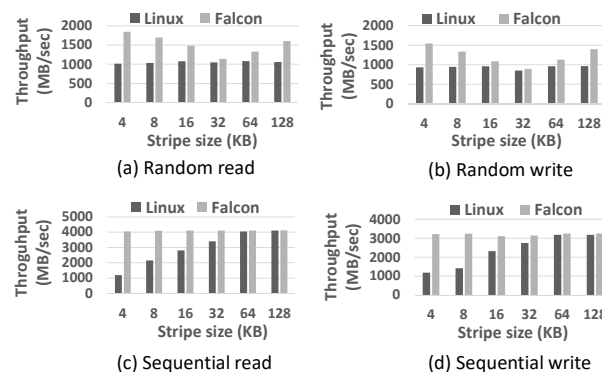 Linux Falcon
Throughput
(MB/sec)
2000
1500
1000
500
0
4 8 16 32 64 128
Stripe size (KB)
(a) Random read
Linux Falcon
Throughput
(MB/sec)
2000
1500
1000
500
0
4 8 16 32 64 128
Stripe size (KB)
(b) Random write
Linux Falcon
Throguhput
(MB/sec)
5000
4000
3000
2000
1000
0
4 8 16 32 64 128
Stripe size (KB)
(c) Sequential read
Linux Falcon
Throughput
(MB/sec)
4000
3000
2000
1000
0
4 8 16 32 64 128
Stripe size (KB)
(d) Sequential write